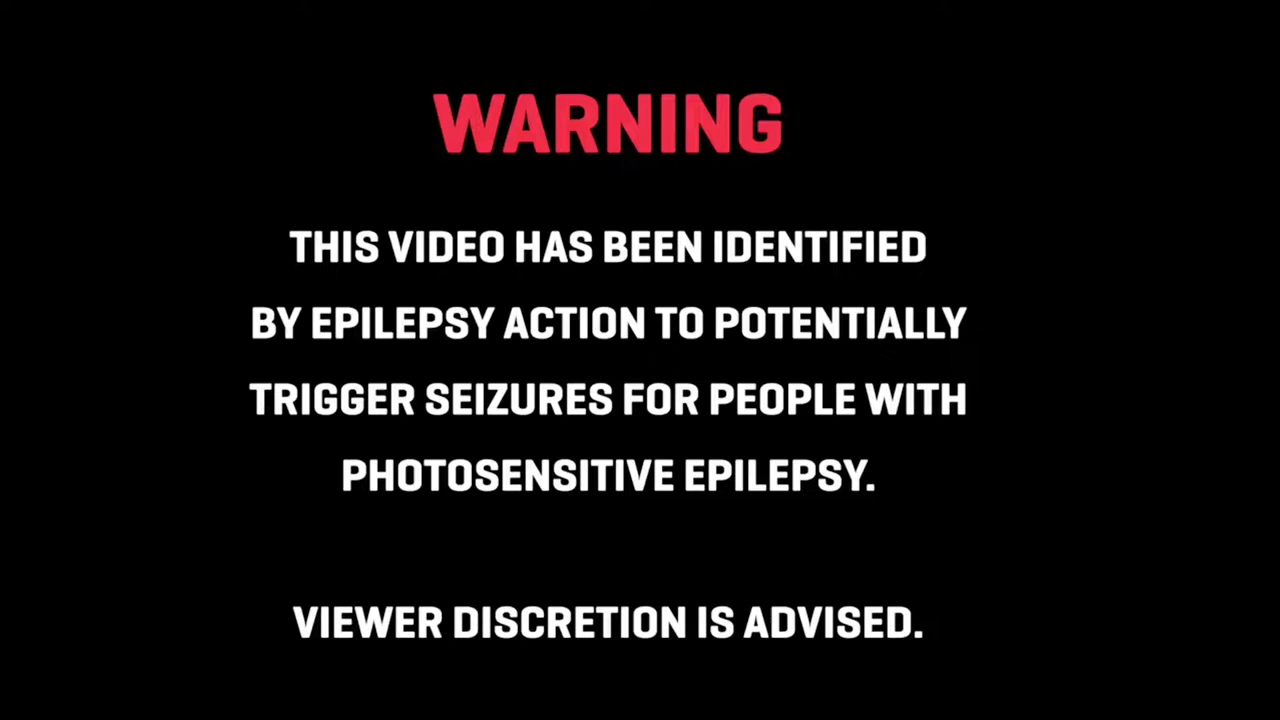 WARNING
THIS VIDEO HAS BEEN IDENTIFIED
BY EPILEPSY ACTION TO POTENTIALLY
TRIGGER SEIZURES FOR PEOPLE WITH
PHOTOSENSITIVE EPILEPSY.
VIEWER DISCRETION IS ADVISED.